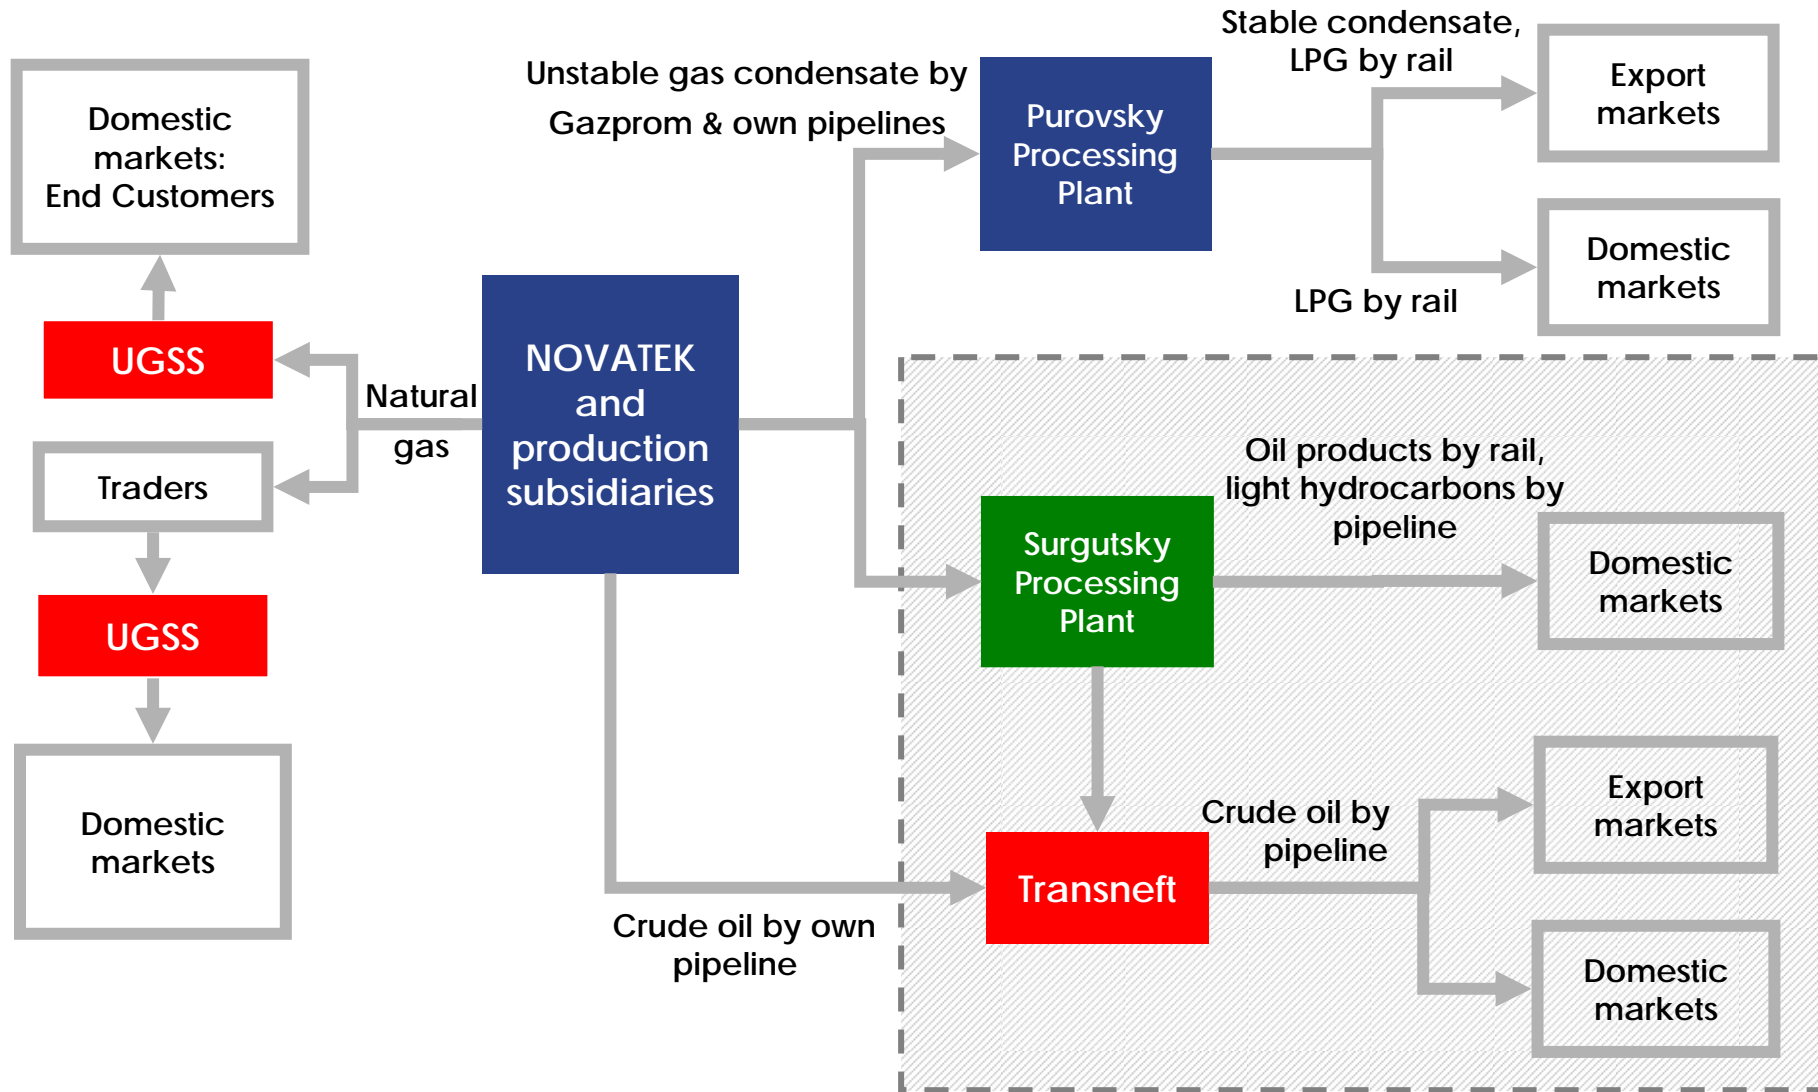 Domestic
markets:
End Customers
UGSS
Traders
UGSS
Domestic
markets
Natural
gas
NOVATEK
and
production
subsidiaries
Unstable gas condensate by
Gazprom & own pipelines
Purovsky
Processing
Plant
Stable condensate,
LPG by rail
Export
markets
LPG by rail
Domestic
markets
Surgutsky
Processing
Plant
Oil products by rail,
light hydrocarbons by
pipeline
Domestic
markets
Crude oil by own
pipeline
Transneft
Crude oil by
pipeline
Export
markets
Domestic
markets